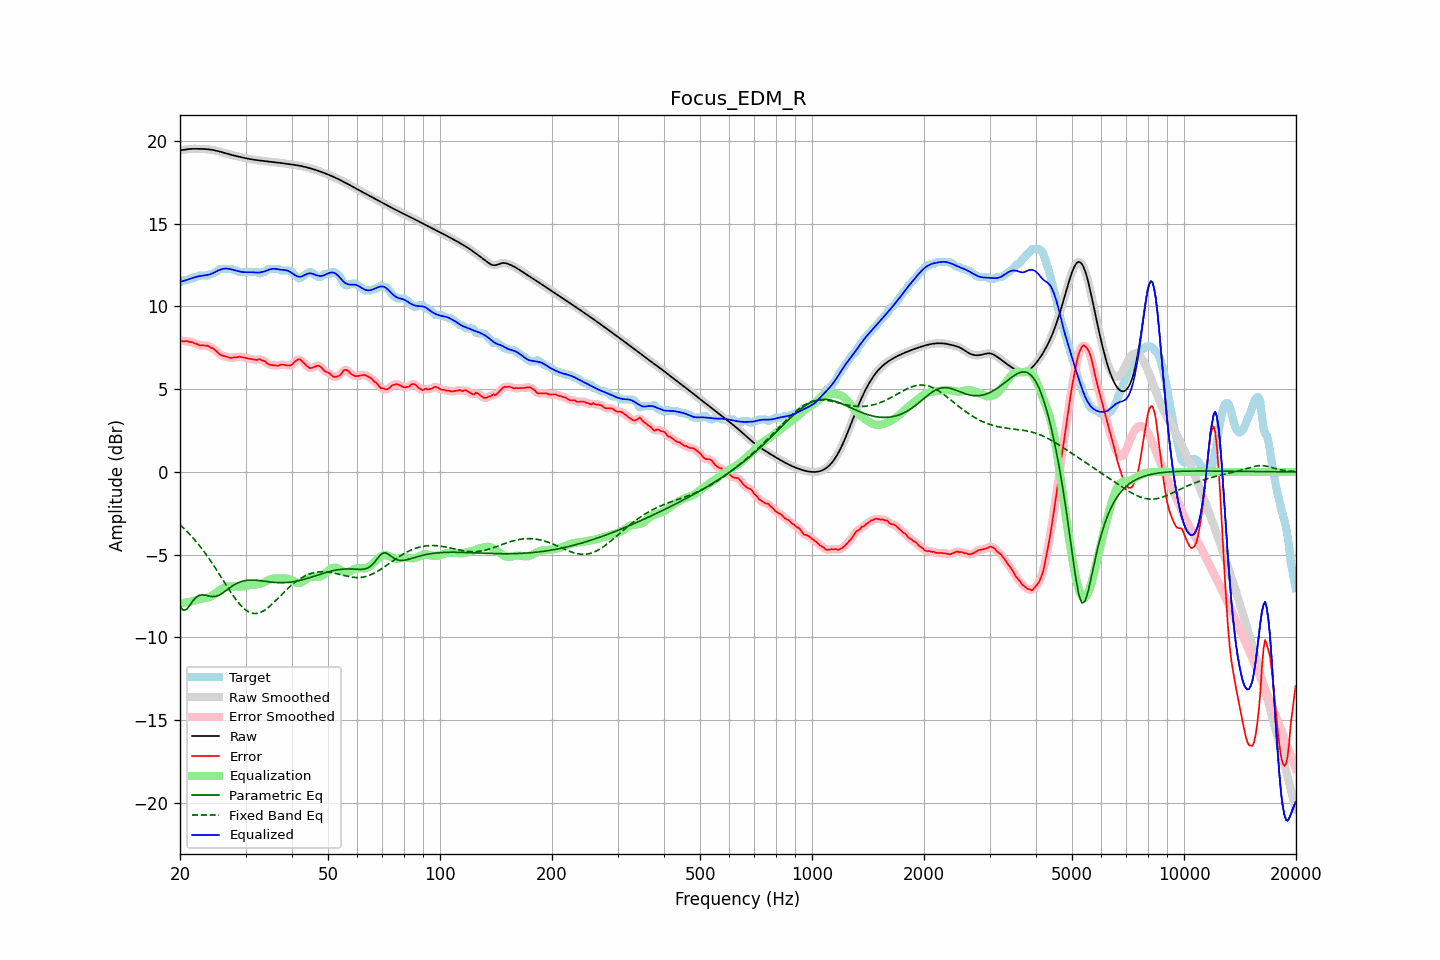 Focus_EDM_R
Amplitude (dBr)
20
15
10
5
0
−5
−10
−15
−20
Target
Raw Smoothed
Error Smoothed
Raw
Error
Equalization
Parametric Eq
Fixed Band Eq
Equalized
20 50 100 200 500 1000 2000 5000 10000 20000
Frequency (Hz)